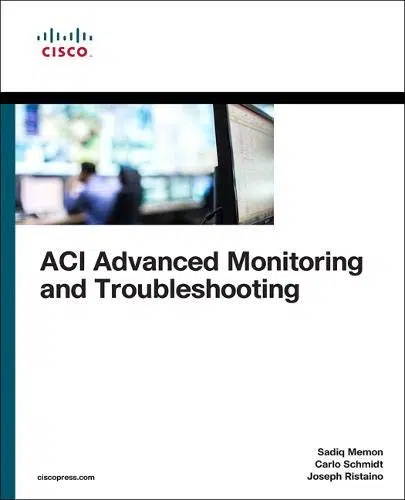 CISCO
ACI Advanced Monitoring
and Troubleshooting
Sadiq Memon
Carlo Schmidt
Joseph Ristaino
ciscopress.com